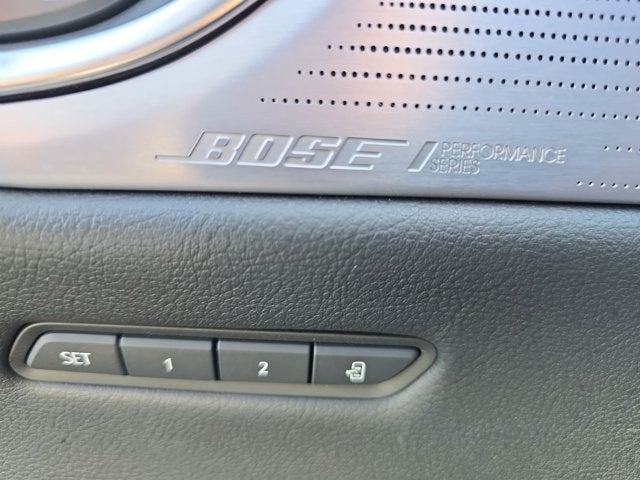 BOSE PERFORMANCE
SERIES
SET 1 2